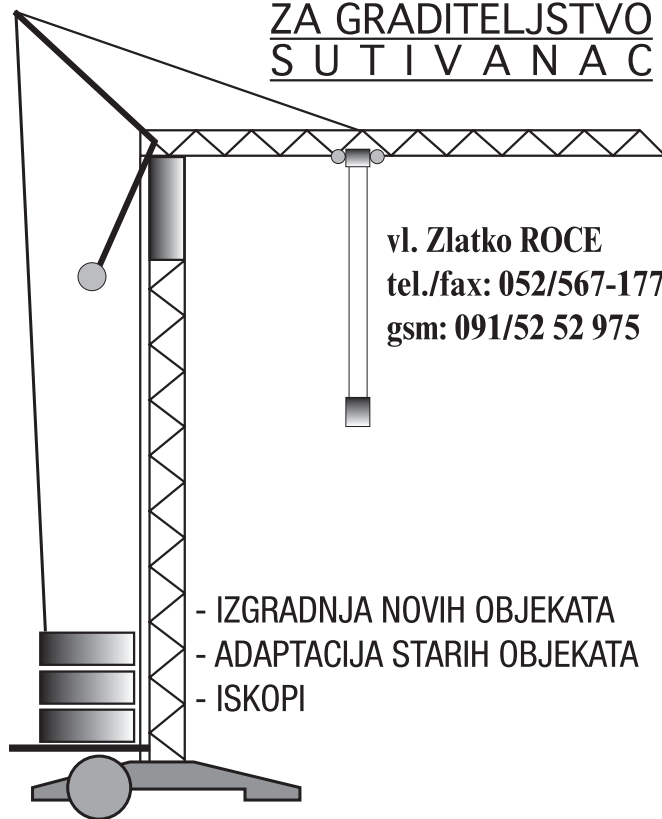 ZA GRADITELJSTVO
SUTIVANAC
vl. Zlatko ROCE
tel./fax: 052/567-177
gsm: 091/52 52 975
- IZGRADNJA NOVIH OBJEKATA
- ADAPTACIJA STARIH OBJEKATA
- ISKOPI